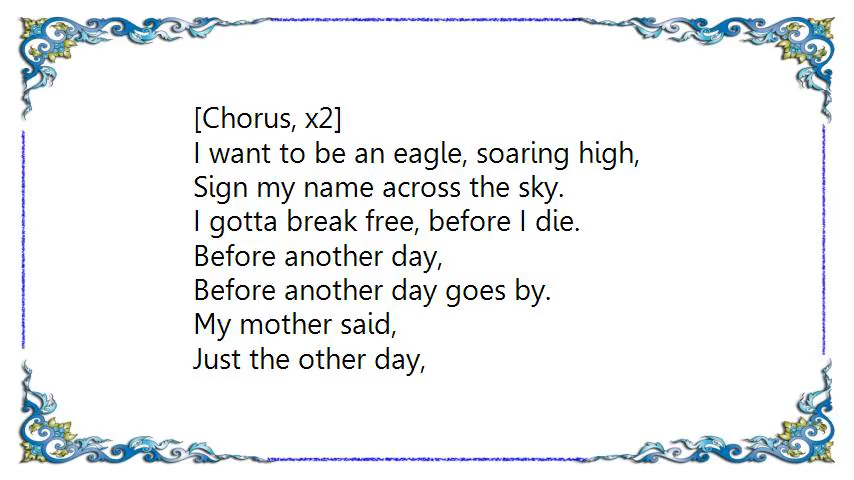 [Chorus, x2]
I want to be an eagle, soaring high,
Sign my name across the sky.
I gotta break free, before I die.
Before another day,
Before another day goes by.
My mother said,
Just the other day,